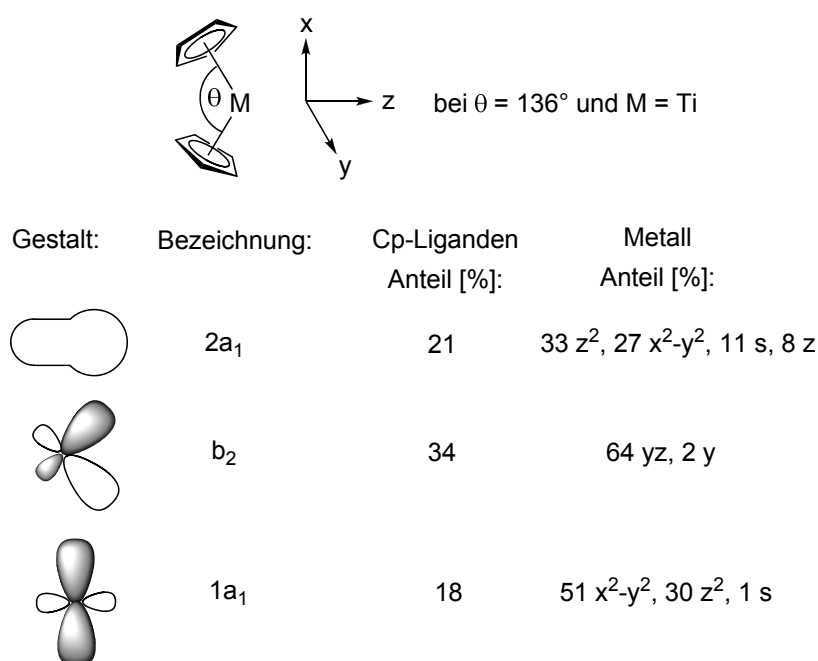 x
θ M
z bei θ = 136° und M = Ti
y
Gestalt: Bezeichnung: Cp-Liganden Metall
Anteil [%]: Anteil [%]:
2a₁ 21 33 z², 27 x²-y², 11 s, 8 z
b₂ 34 64 yz, 2 y
1a₁ 18 51 x²-y², 30 z², 1 s